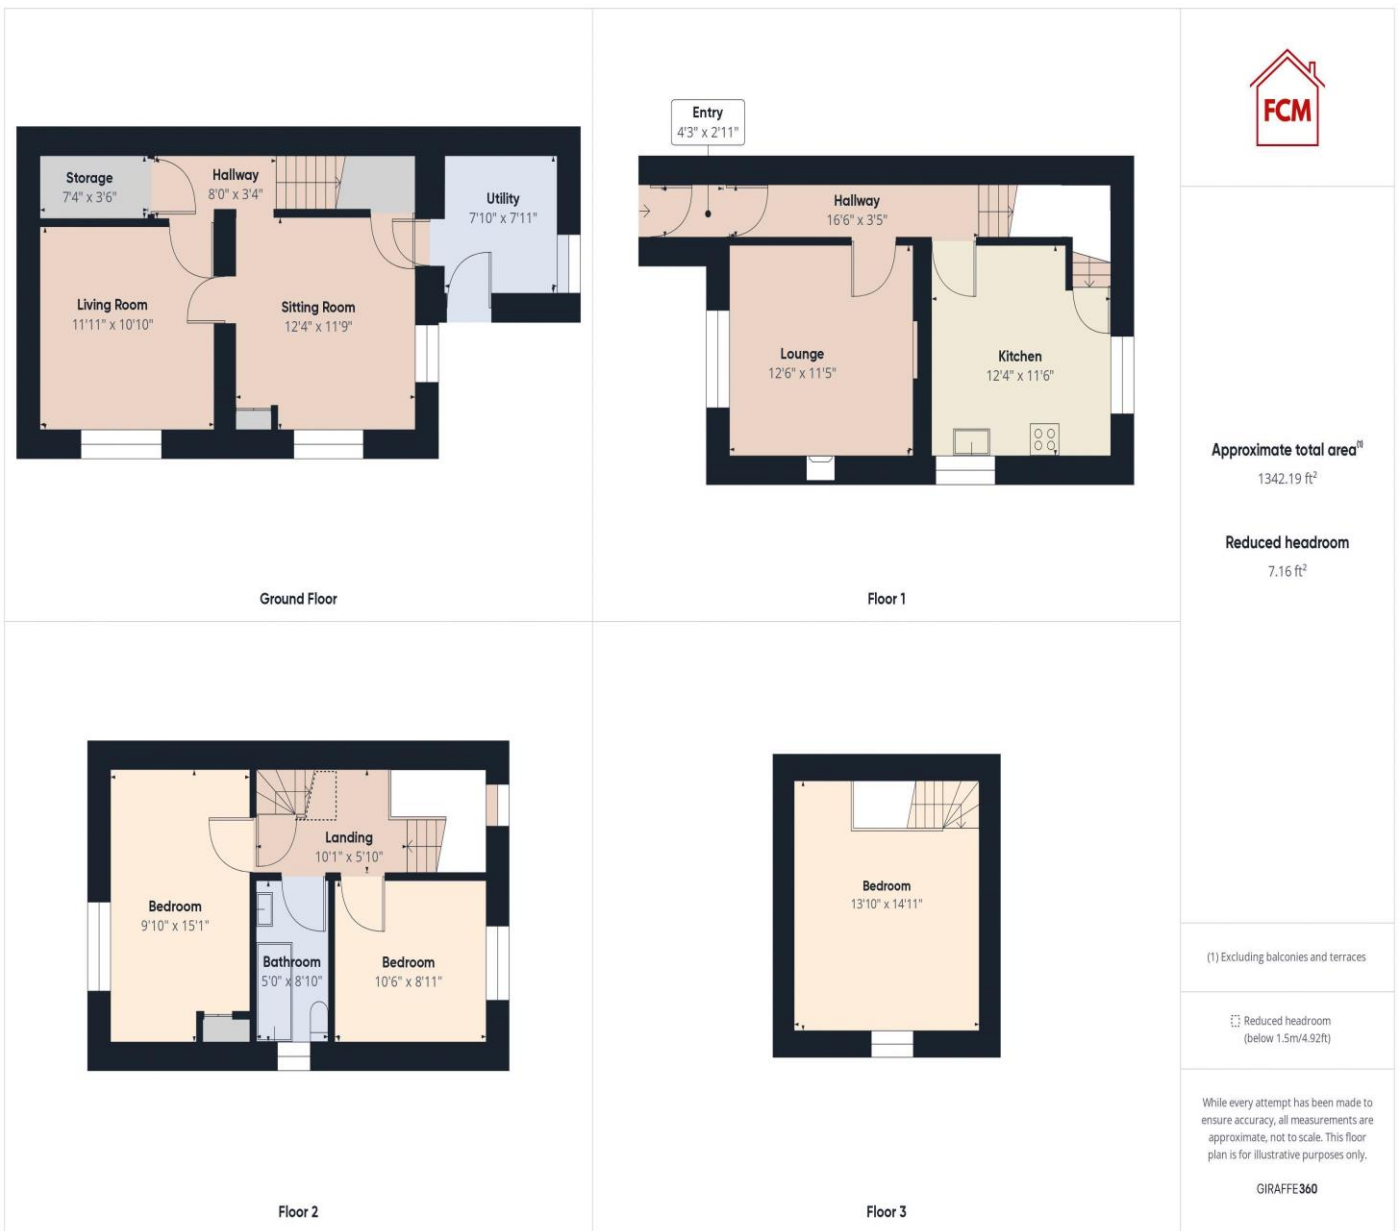 Storage
7'4" x 3'6"
Hallway
8'0" x 3'4"
Utility
7'10" x 7'11"
Living Room
11'11" x 10'10"
Sitting Room
12'4" x 11'9"
Ground Floor
Entry
4'3" x 2'11"
Hallway
16'6" x 3'5"
Lounge
12'6" x 11'5"
Kitchen
12'4" x 11'6"
Floor 1
Landing
10'1" x 5'10"
Bedroom
9'10" x 15'1"
Bathroom
5'0" x 8'10"
Bedroom
10'6" x 8'11"
Floor 2
Bedroom
13'10" x 14'11"
Floor 3
FCM
Approximate total area(1)
1342.19 ft²
Reduced headroom
7.16 ft²
(1) Excluding balconies and terraces
Reduced headroom
(below 1.5m/4.92ft)
While every attempt has been made to
ensure accuracy, all measurements are
approximate, not to scale. This floor
plan is for illustrative purposes only.
GIRAFFE360